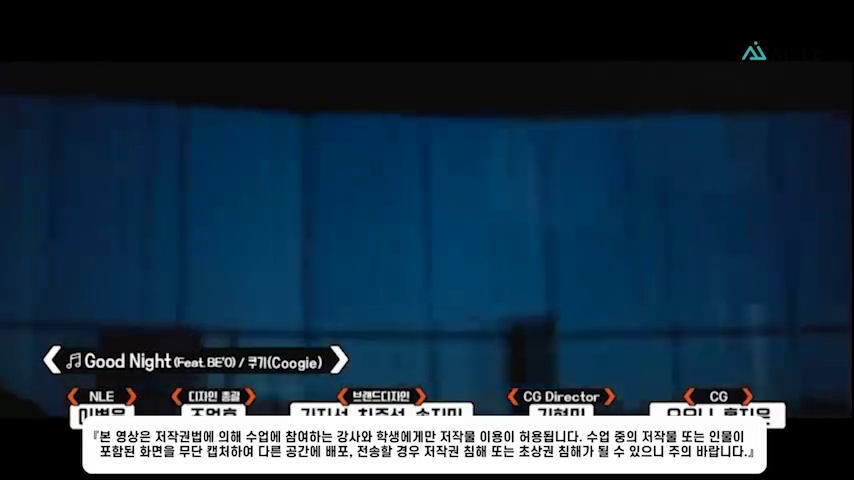 Good Night (Feat. BE'O) / 쿠기(Coogie)
NLE 디자인 총괄 브랜드디자인 CG Director CG
『본 영상은 저작권법에 의해 수업에 참여하는 강사와 학생에게만 저작물 이용이 허용됩니다. 수업 중의 저작물 또는 인물이
포함된 화면을 무단 캡처하여 다른 공간에 배포, 전송할 경우 저작권 침해 또는 초상권 침해가 될 수 있으니 주의 바랍니다.』